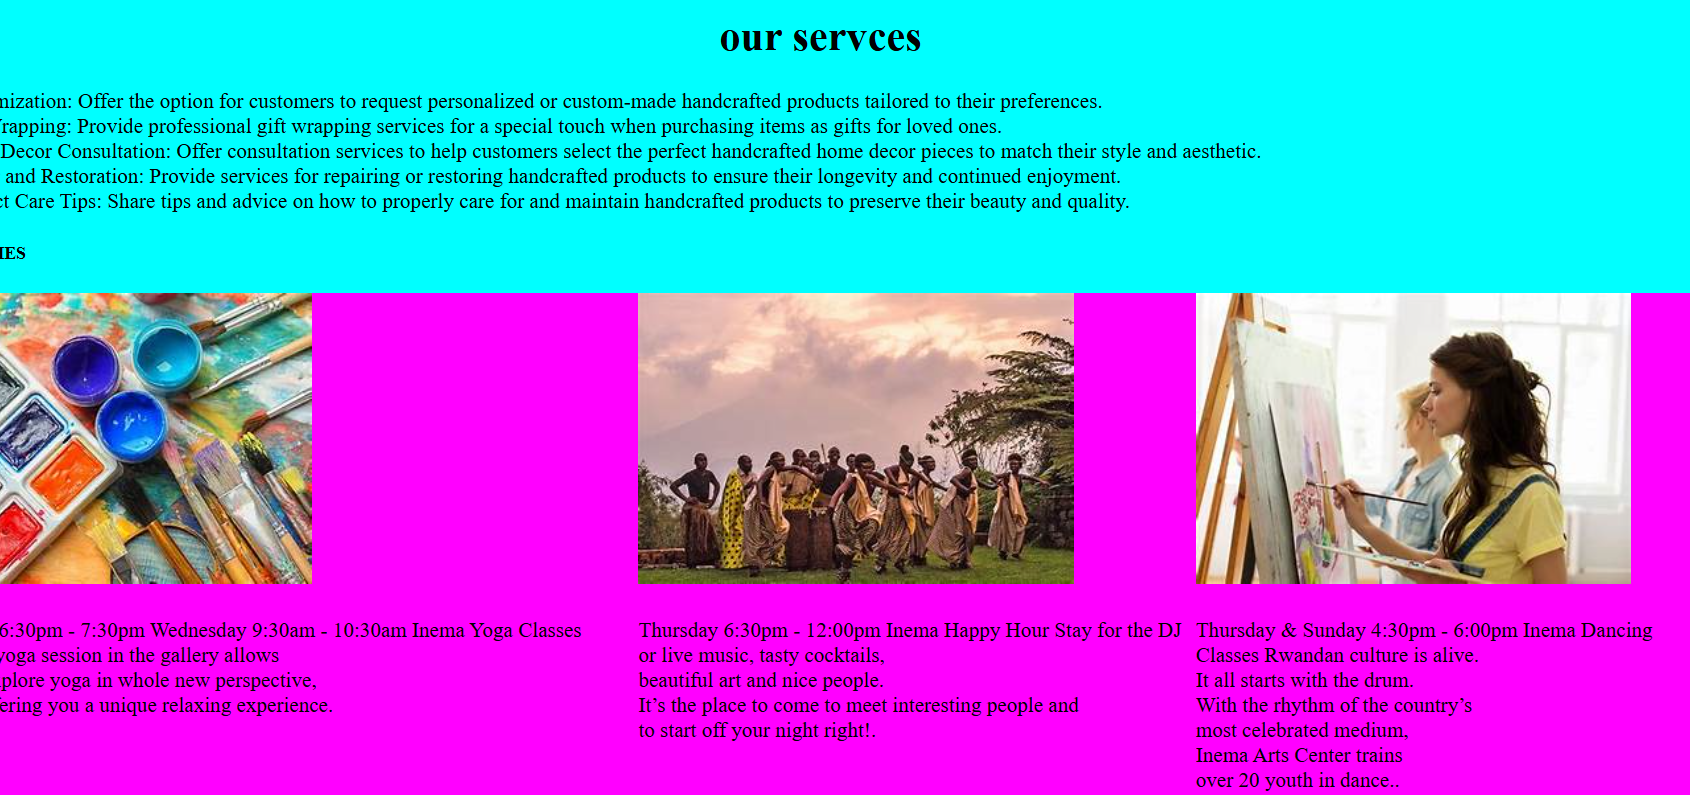 our servces
mization: Offer the option for customers to request personalized or custom-made handcrafted products tailored to their preferences.
rapping: Provide professional gift wrapping services for a special touch when purchasing items as gifts for loved ones.
Decor Consultation: Offer consultation services to help customers select the perfect handcrafted home decor pieces to match their style and aesthetic.
and Restoration: Provide services for repairing or restoring handcrafted products to ensure their longevity and continued enjoyment.
ct Care Tips: Share tips and advice on how to properly care for and maintain handcrafted products to preserve their beauty and quality.
IES
6:30pm - 7:30pm Wednesday 9:30am - 10:30am Inema Yoga Classes
yoga session in the gallery allows
plore yoga in whole new perspective,
ering you a unique relaxing experience.
Thursday 6:30pm - 12:00pm Inema Happy Hour Stay for the DJ
or live music, tasty cocktails,
beautiful art and nice people.
It’s the place to come to meet interesting people and
to start off your night right!.
Thursday & Sunday 4:30pm - 6:00pm Inema Dancing
Classes Rwandan culture is alive.
It all starts with the drum.
With the rhythm of the country’s
most celebrated medium,
Inema Arts Center trains
over 20 youth in dance..